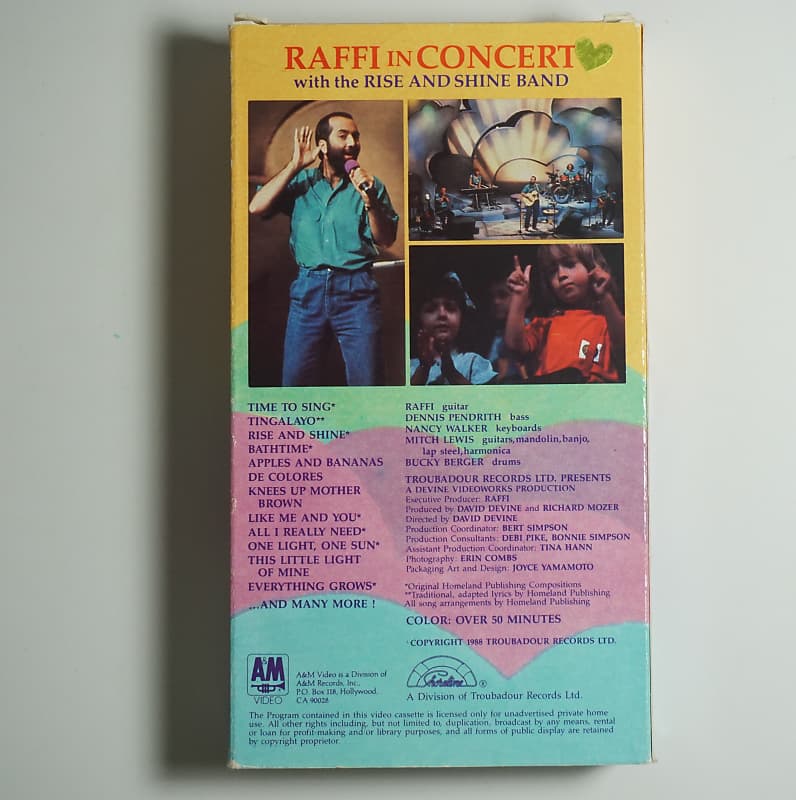 RAFFI IN CONCERT
with the RISE AND SHINE BAND
TIME TO SING*
TINGALAYO**
RISE AND SHINE*
BATHTIME*
APPLES AND BANANAS
DE COLORES
KNEES UP MOTHER
BROWN
LIKE ME AND YOU*
ALL I REALLY NEED*
ONE LIGHT, ONE SUN*
THIS LITTLE LIGHT
OF MINE
EVERYTHING GROWS*
...AND MANY MORE !
RAFFI guitar
DENNIS PENDRITH bass
NANCY WALKER keyboards
MITCH LEWIS guitars,mandolin,banjo,
lap steel,harmonica
BUCKY BERGER drums
TROUBADOUR RECORDS LTD. PRESENTS
A DEVINE VIDEOWORKS PRODUCTION
Executive Producer: RAFFI
Produced by DAVID DEVINE and RICHARD MOZER
Directed by DAVID DEVINE
Production Coordinator: BERT SIMPSON
Production Consultants: DEBI PIKE, BONNIE SIMPSON
Assistant Production Coordinator: TINA HANN
Photography: ERIN COMBS
Packaging Art and Design: JOYCE YAMAMOTO
*Original Homeland Publishing Compositions
**Traditional, adapted lyrics by Homeland Publishing
All song arrangements by Homeland Publishing
COLOR: OVER 50 MINUTES
COPYRIGHT 1988 TROUBADOUR RECORDS LTD.
A&M
VIDEO
A&M Video is a Division of
A&M Records, Inc.,
P.O. Box 118, Hollywood,
CA 90028
Shoreline ®
A Division of Troubadour Records Ltd.
The Program contained in this video cassette is licensed only for unadvertised private home
use. All other rights including, but not limited to, duplication, broadcast by any means, rental
or loan for profit-making and/or library purposes, and all forms of public display are retained
by copyright proprietor.